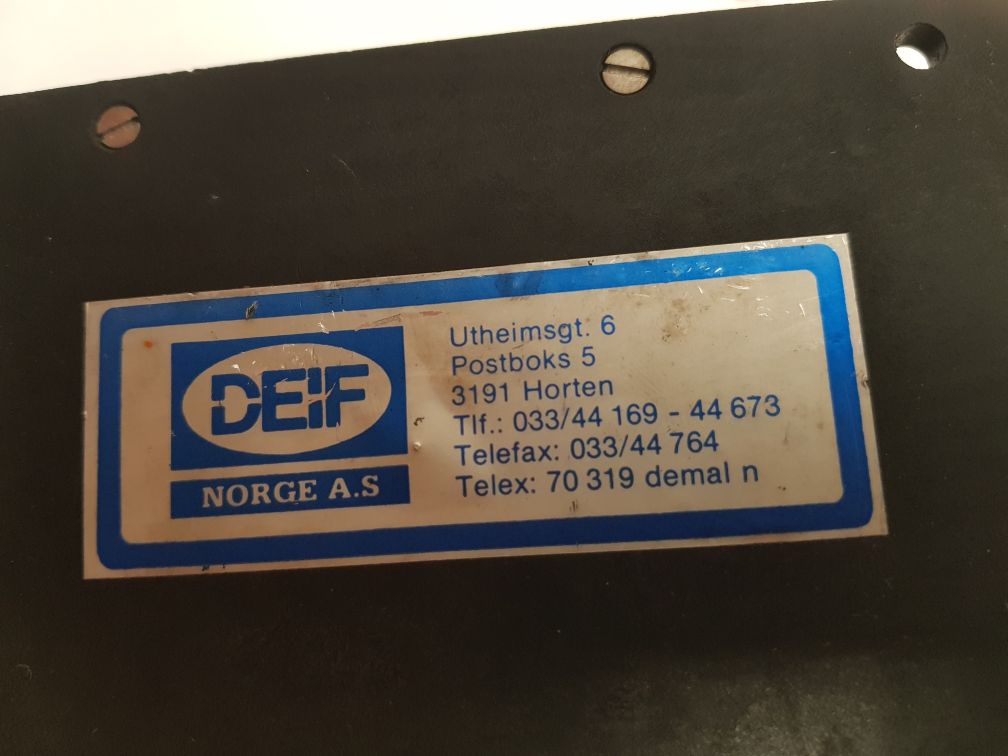 DEIF
NORGE A.S
Utheimsgt. 6
Postboks 5
3191 Horten
Tlf.: 033/44 169 - 44 673
Telefax: 033/44 764
Telex: 70 319 demal n